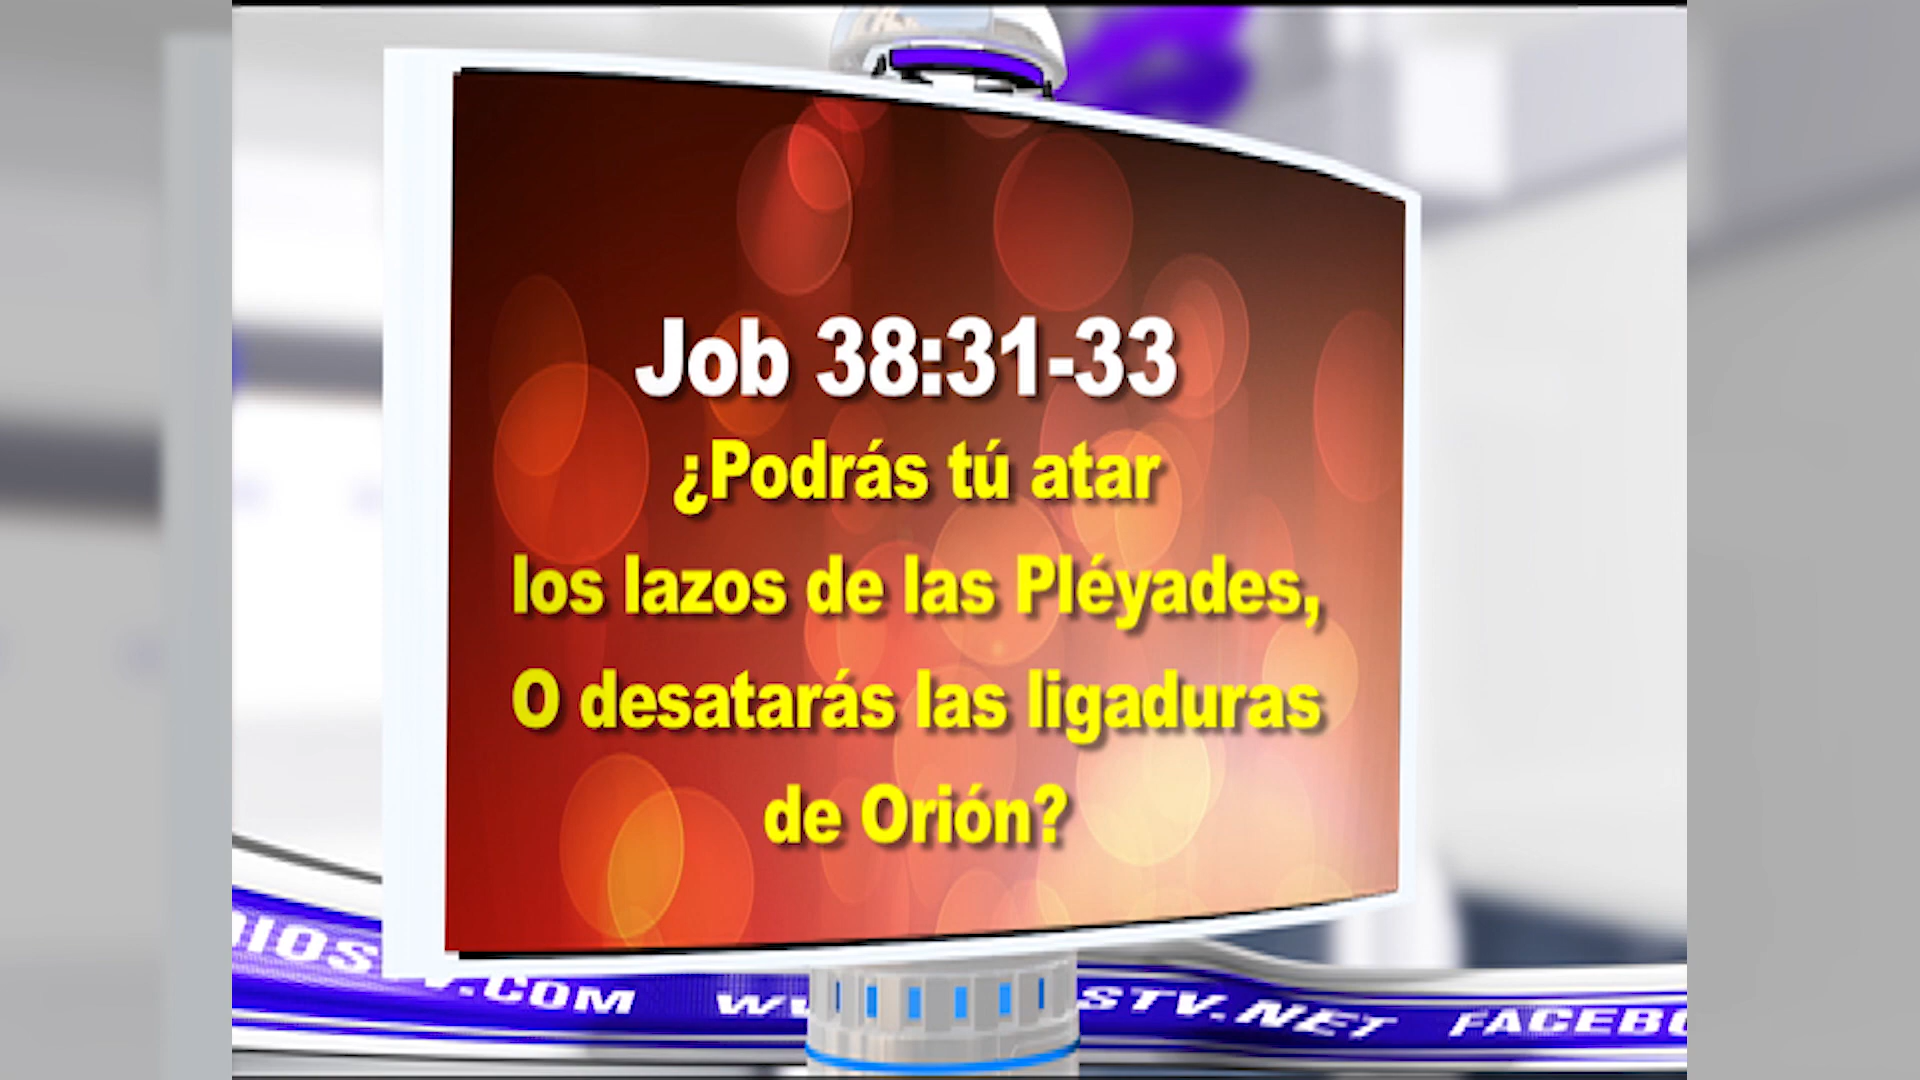 Job 38:31-33
¿Podrás tú atar
los lazos de las Pléyades,
O desatarás las ligaduras
de Orión?
.COM
STV.NET